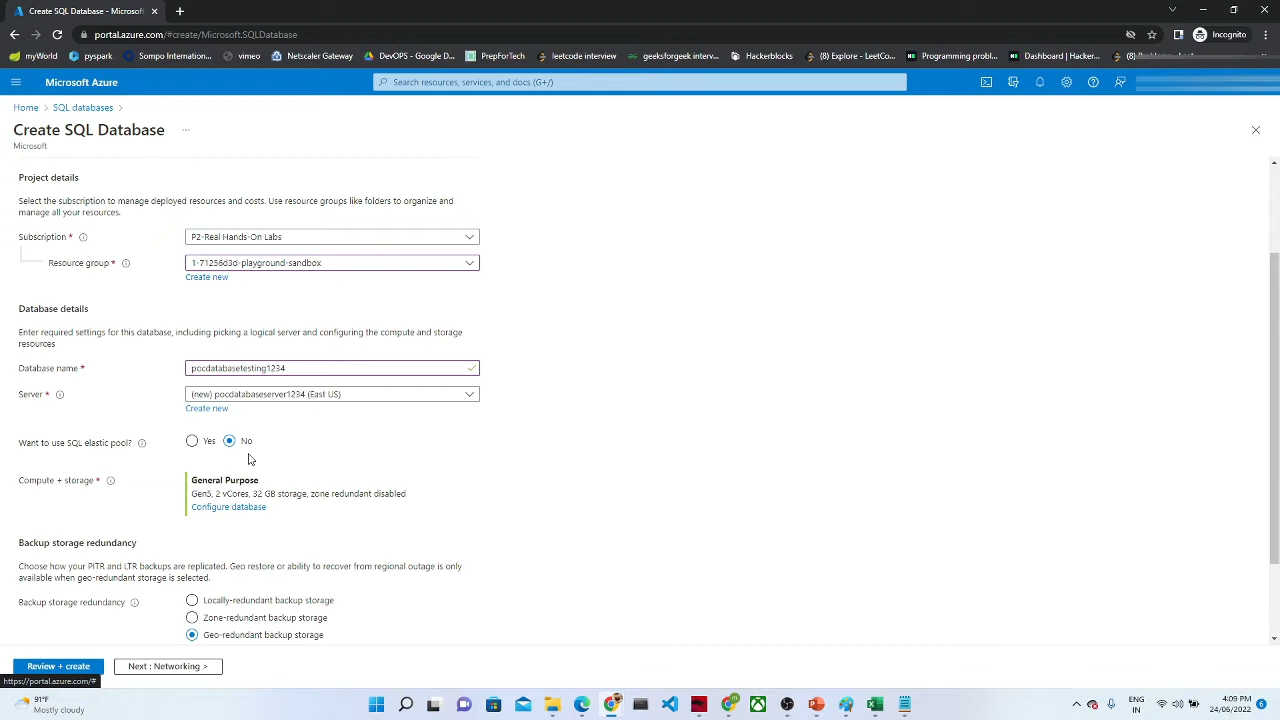 Create SQL Database - Microsoft
portal.azure.com/#create/Microsoft.SQLDatabase
Incognito
myWorld
pyspark
Sompo Internation...
vimeo
Netscaler Gateway
DevOPS - Google D...
PrepForTech
leetcode interview
geeksforgeek interv...
Hackerblocks
(8) Explore - LeetCo...
Programming probl...
Dashboard | Hacker...
Microsoft Azure
Search resources, services, and docs (G+/)
Home > SQL databases >
Create SQL Database ...
Microsoft
Project details
Select the subscription to manage deployed resources and costs. Use resource groups like folders to organize and
manage all your resources.
Subscription *
P2-Real Hands-On Labs
Resource group *
1-71256d3d-playground-sandbox
Create new
Database details
Enter required settings for this database, including picking a logical server and configuring the compute and storage
resources
Database name *
pocdatabasetesting1234
Server *
(new) pocdatabaseserver1234 (East US)
Create new
Want to use SQL elastic pool?
Yes
No
Compute + storage *
General Purpose
Gen5, 2 vCores, 32 GB storage, zone redundant disabled
Configure database
Backup storage redundancy
Choose how your PITR and LTR backups are replicated. Geo restore or ability to recover from regional outage is only
available when geo-redundant storage is selected.
Backup storage redundancy
Locally-redundant backup storage
Zone-redundant backup storage
Geo-redundant backup storage
Review + create
Next : Networking >
https://portal.azure.com/#
91°F
Mostly cloudy
ENG
IN
4:09 PM
24/06/2022
6